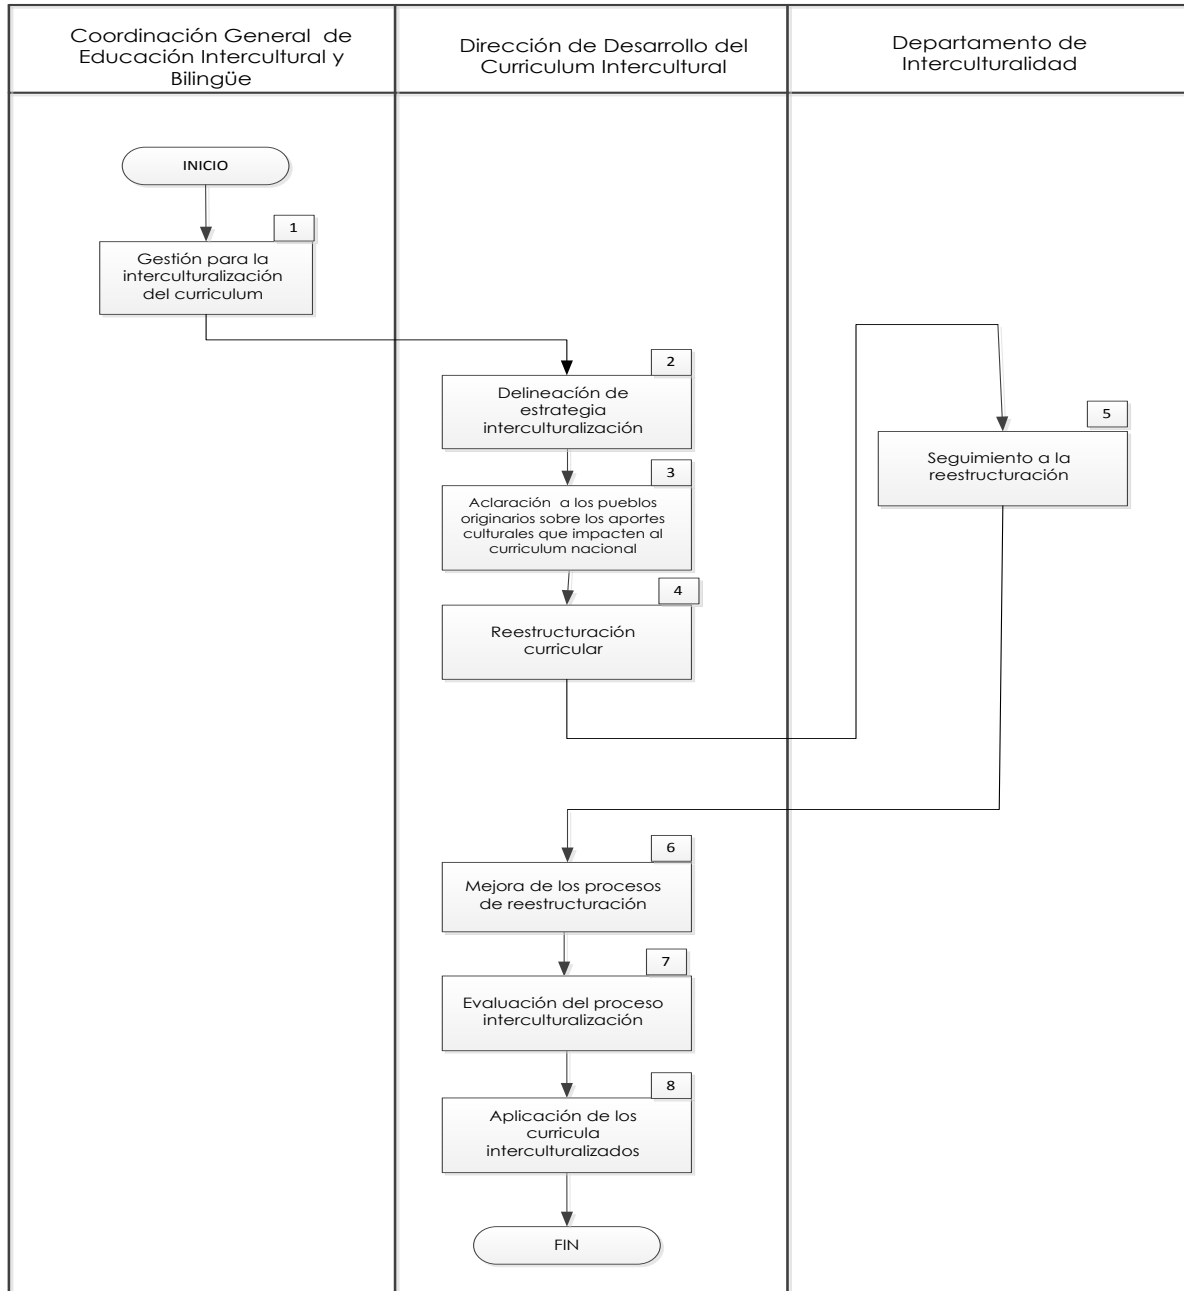 Coordinación General de
Educación Intercultural y
Bilingüe
Dirección de Desarrollo del
Curriculum Intercultural
Departamento de
Interculturalidad
INICIO
1
Gestión para la
interculturalización
del curriculum
2
Delineacíón de
estrategia
interculturalización
3
Aclaración a los pueblos
originarios sobre los aportes
culturales que impacten al
curriculum nacional
4
Reestructuración
curricular
5
Seguimiento a la
reestructuración
6
Mejora de los procesos
de reestructuración
7
Evaluación del proceso
interculturalización
8
Aplicación de los
curricula
interculturalizados
FIN